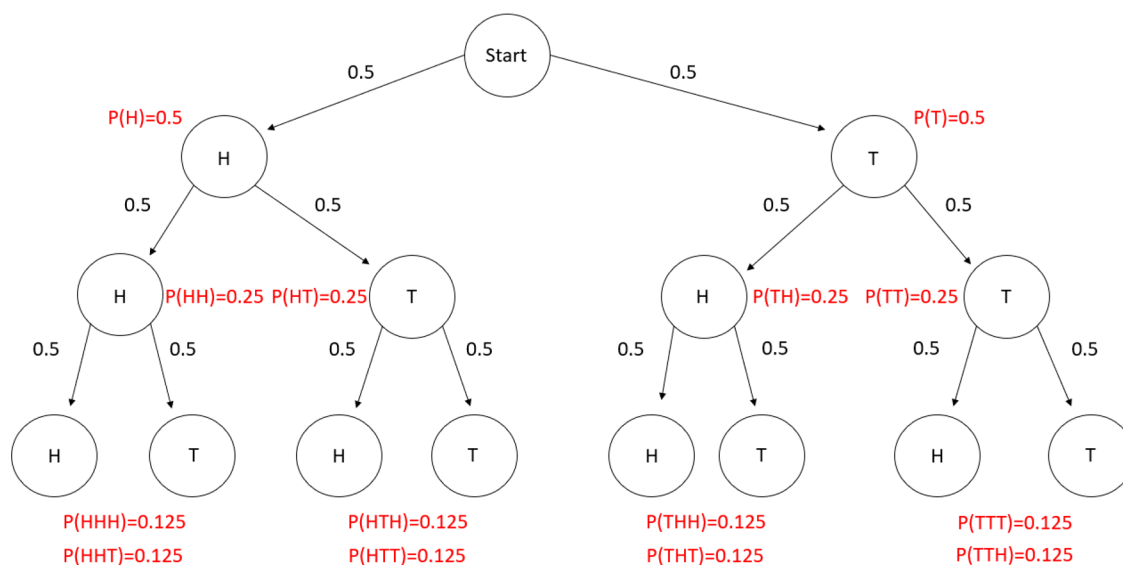 Start
0.5
0.5
P(H)=0.5
P(T)=0.5
H
T
0.5
0.5
0.5
0.5
H
P(HH)=0.25
P(HT)=0.25
T
H
P(TH)=0.25
P(TT)=0.25
T
0.5
0.5
0.5
0.5
0.5
0.5
0.5
0.5
H
T
H
T
H
T
H
T
P(HHH)=0.125
P(HTH)=0.125
P(THH)=0.125
P(TTT)=0.125
P(HHT)=0.125
P(HTT)=0.125
P(THT)=0.125
P(TTH)=0.125